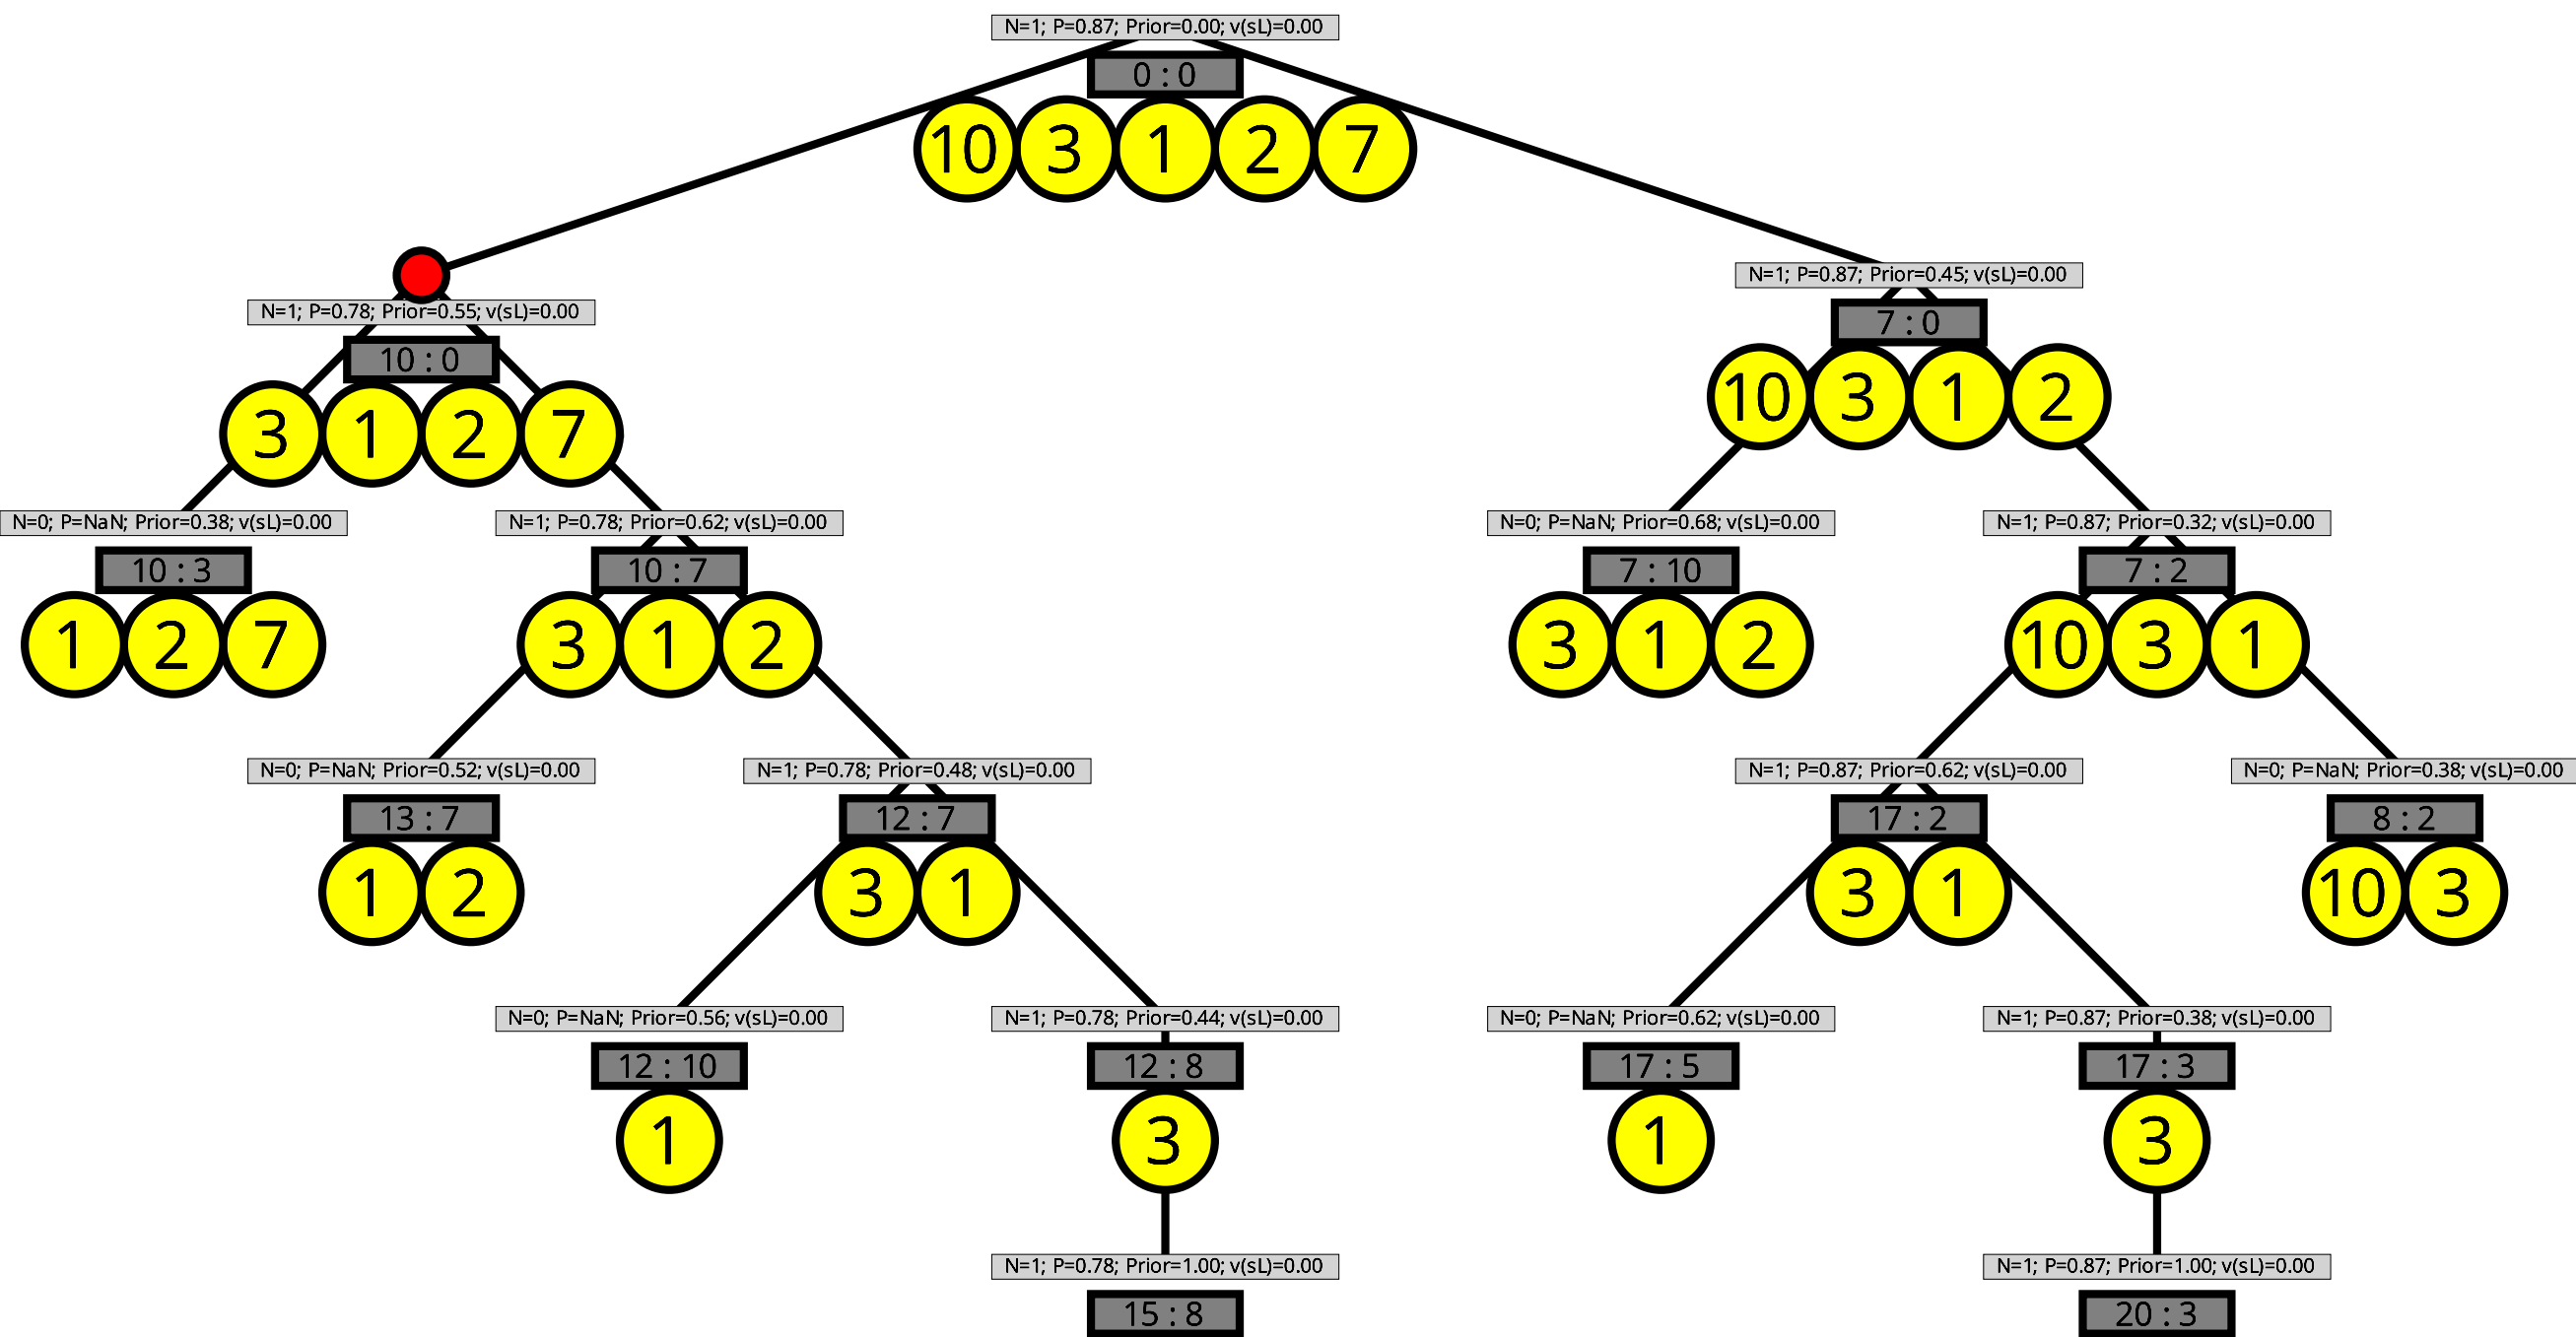 N=1; P=0.87; Prior=0.00; v(sL)=0.00
0 : 0
10 3 1 2 7
N=1; P=0.87; Prior=0.45; v(sL)=0.00
N=1; P=0.78; Prior=0.55; v(sL)=0.00
7 : 0
10 : 0
10 3 1 2
3 1 2 7
N=0; P=NaN; Prior=0.38; v(sL)=0.00
N=1; P=0.78; Prior=0.62; v(sL)=0.00
N=0; P=NaN; Prior=0.68; v(sL)=0.00
N=1; P=0.87; Prior=0.32; v(sL)=0.00
10 : 3
10 : 7
7 : 10
7 : 2
1 2 7
3 1 2
3 1 2
10 3 1
N=0; P=NaN; Prior=0.52; v(sL)=0.00
N=1; P=0.78; Prior=0.48; v(sL)=0.00
N=1; P=0.87; Prior=0.62; v(sL)=0.00
N=0; P=NaN; Prior=0.38; v(sL)=0.00
13 : 7
12 : 7
17 : 2
8 : 2
1 2
3 1
3 1
10 3
N=0; P=NaN; Prior=0.56; v(sL)=0.00
N=1; P=0.78; Prior=0.44; v(sL)=0.00
N=0; P=NaN; Prior=0.62; v(sL)=0.00
N=1; P=0.87; Prior=0.38; v(sL)=0.00
12 : 10
12 : 8
17 : 5
17 : 3
1
3
1
3
N=1; P=0.78; Prior=1.00; v(sL)=0.00
N=1; P=0.87; Prior=1.00; v(sL)=0.00
15 : 8
20 : 3